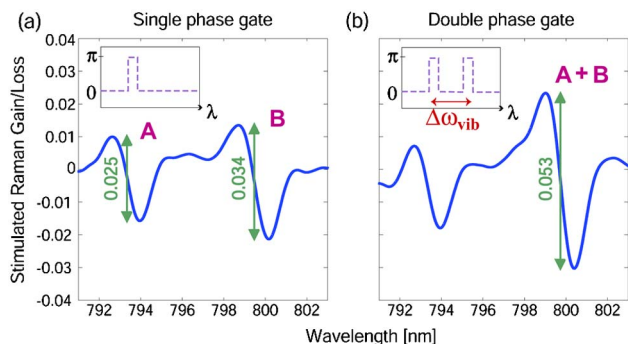 (a) Single phase gate
(b) Double phase gate
Stimulated Raman Gain/Loss
0.04
0.03
0.02
0.01
0
-0.01
-0.02
-0.03
-0.04
π
0
λ
A
B
0.025
0.034
792 794 796 798 800 802
π
0
λ
Δωvib
A + B
0.053
792 794 796 798 800 802
Wavelength [nm]